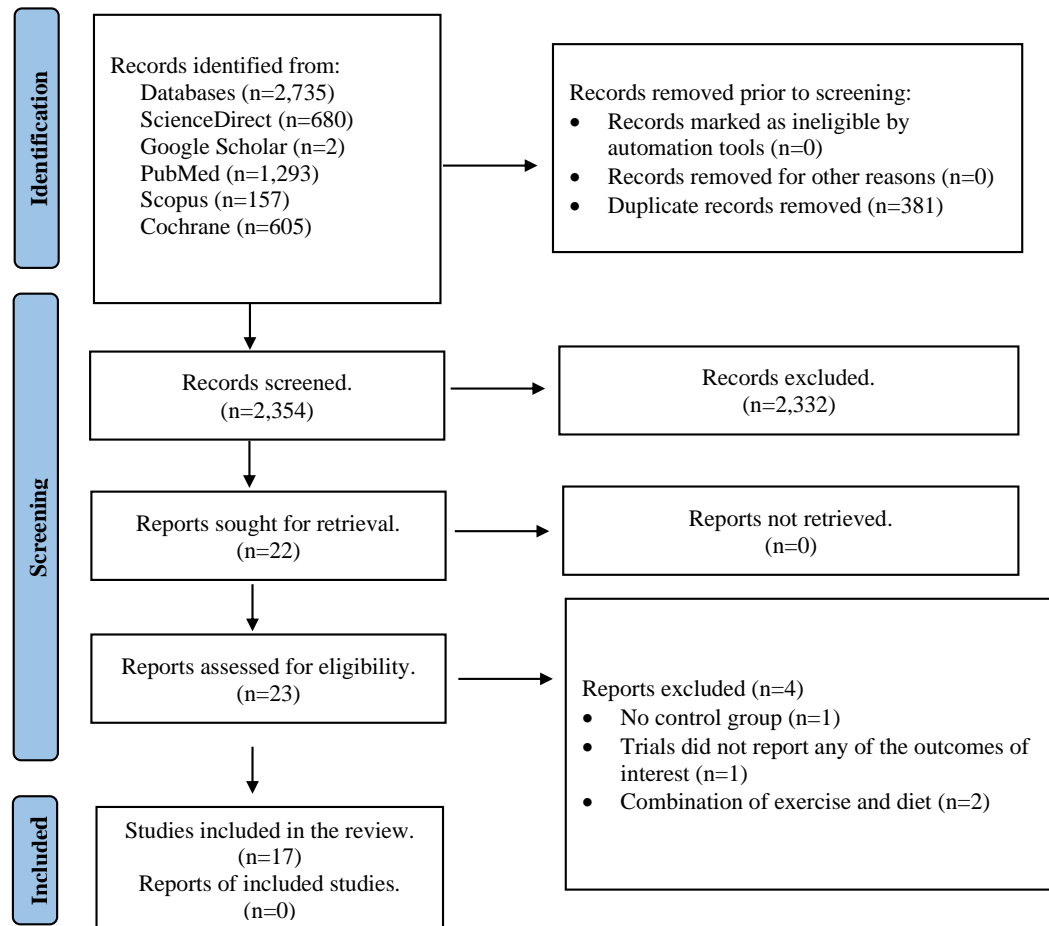 Identification
Records identified from:
Databases (n=2,735)
ScienceDirect (n=680)
Google Scholar (n=2)
PubMed (n=1,293)
Scopus (n=157)
Cochrane (n=605)
Records removed prior to screening:
• Records marked as ineligible by
automation tools (n=0)
• Records removed for other reasons (n=0)
• Duplicate records removed (n=381)
Screening
Records screened.
(n=2,354)
Records excluded.
(n=2,332)
Reports sought for retrieval.
(n=22)
Reports not retrieved.
(n=0)
Reports assessed for eligibility.
(n=23)
Reports excluded (n=4)
• No control group (n=1)
• Trials did not report any of the outcomes of
interest (n=1)
• Combination of exercise and diet (n=2)
Included
Studies included in the review.
(n=17)
Reports of included studies.
(n=0)